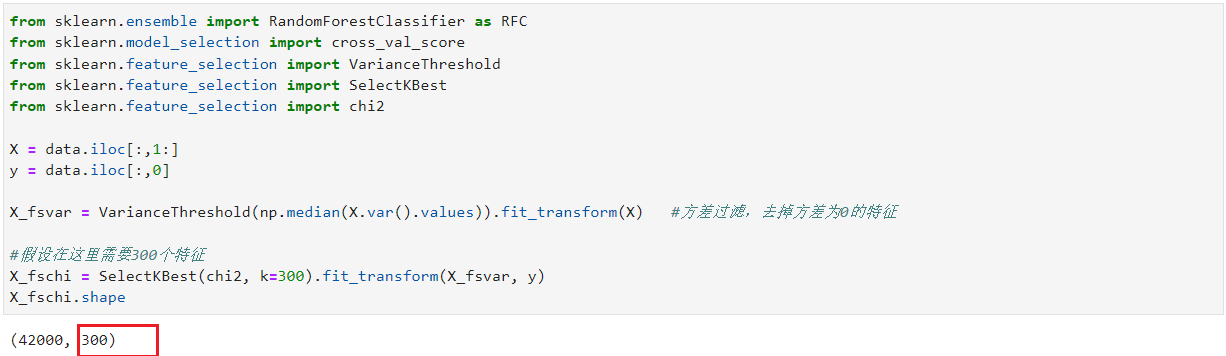 from sklearn.ensemble import RandomForestClassifier as RFC
from sklearn.model_selection import cross_val_score
from sklearn.feature_selection import VarianceThreshold
from sklearn.feature_selection import SelectKBest
from sklearn.feature_selection import chi2
X = data.iloc[:,1:]
y = data.iloc[:,0]
X_fsvar = VarianceThreshold(np.median(X.var().values)).fit_transform(X)   #方差过滤，去掉方差为0的特征
#假设在这里需要300个特征
X_fschi = SelectKBest(chi2, k=300).fit_transform(X_fsvar, y)
X_fschi.shape
(42000, 300)